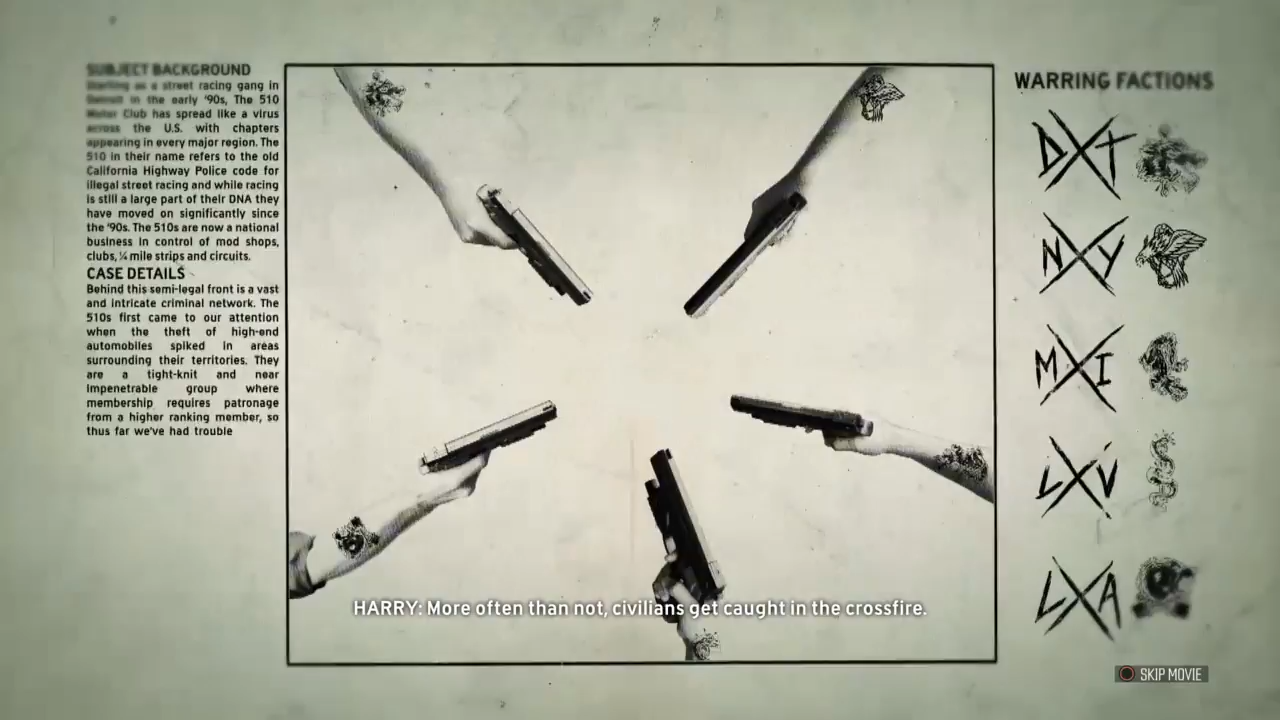 SUBJECT BACKGROUND
Starting as a street racing gang in
Detroit in the early '90s, The 510
Motor Club has spread like a virus
across the U.S. with chapters
appearing in every major region. The
510 in their name refers to the old
California Highway Police code for
illegal street racing and while racing
is still a large part of their DNA they
have moved on significantly since
the '90s. The 510s are now a national
business in control of mod shops,
clubs, ¼ mile strips and circuits.
CASE DETAILS
Behind this semi-legal front is a vast
and intricate criminal network. The
510s first came to our attention
when the theft of high-end
automobiles spiked in areas
surrounding their territories. They
are a tight-knit and near
impenetrable group where
membership requires patronage
from a higher ranking member, so
thus far we've had trouble
WARRING FACTIONS
DXT
NXY
MXI
LXV
LXA
HARRY: More often than not, civilians get caught in the crossfire.
SKIP MOVIE